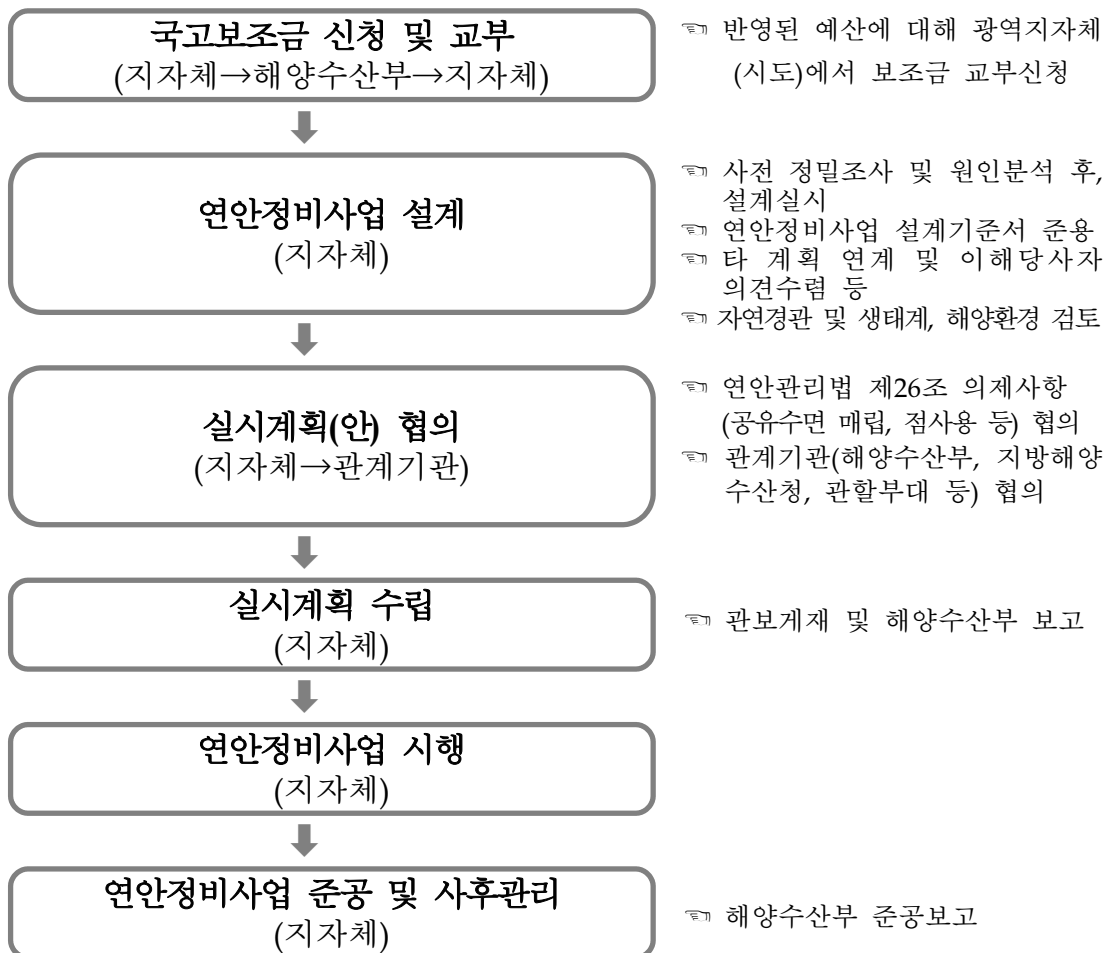 국고보조금 신청 및 교부
(지자체→해양수산부→지자체)
☜ 반영된 예산에 대해 광역지자체
(시도)에서 보조금 교부신청
연안정비사업 설계
(지자체)
☜ 사전 정밀조사 및 원인분석 후,
설계실시
☜ 연안정비사업 설계기준서 준용
☜ 타 계획 연계 및 이해당사자
의견수렴 등
☜ 자연경관 및 생태계, 해양환경 검토
실시계획(안) 협의
(지자체→관계기관)
☜ 연안관리법 제26조 의제사항
(공유수면 매립, 점사용 등) 협의
☜ 관계기관(해양수산부, 지방해양
수산청, 관할부대 등) 협의
실시계획 수립
(지자체)
☜ 관보게재 및 해양수산부 보고
연안정비사업 시행
(지자체)
연안정비사업 준공 및 사후관리
(지자체)
☜ 해양수산부 준공보고